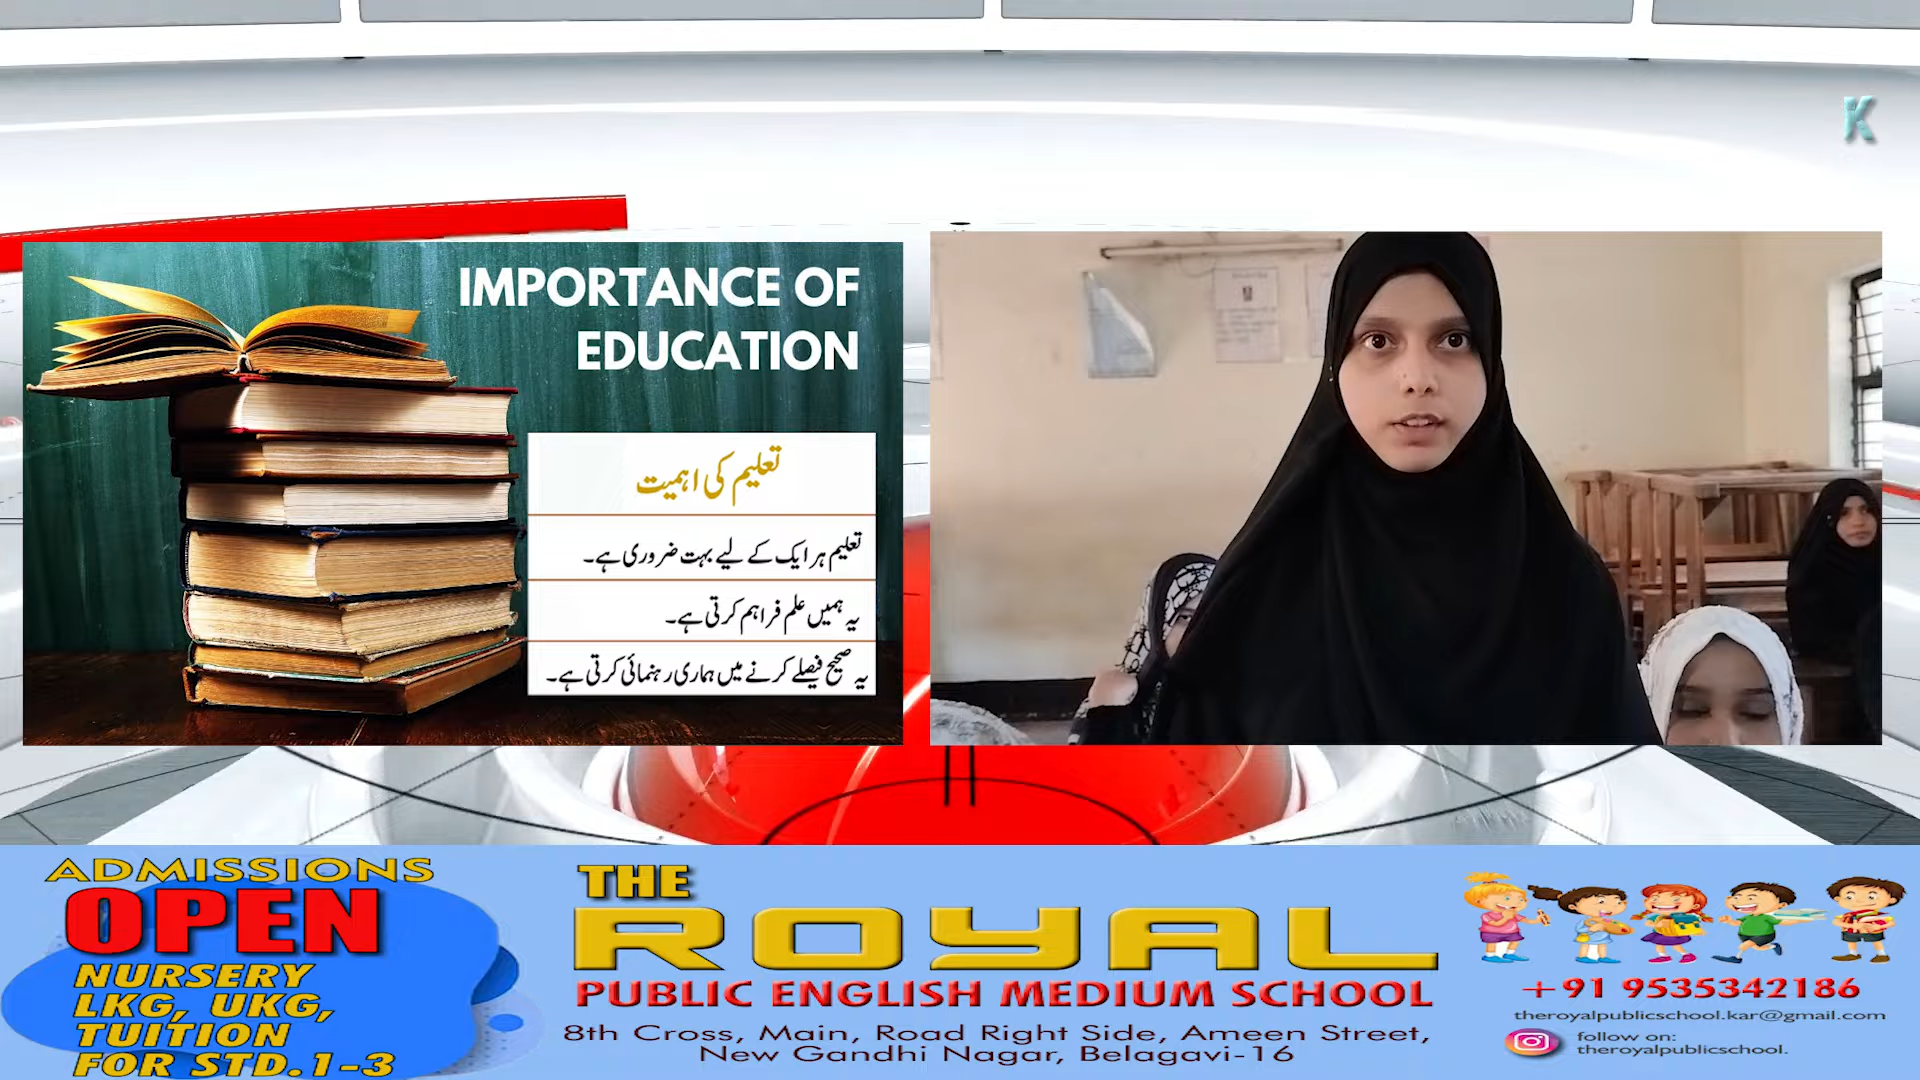 K
IMPORTANCE OF
EDUCATION
تعلیم کی اہمیت
تعلیم ہر ایک کے لیے بہت ضروری ہے۔
یہ ہمیں علم فراہم کرتی ہے۔
یہ صحیح فیصلے کرنے میں ہماری رہنمائی کرتی ہے۔
ADMISSIONS
OPEN
NURSERY
LKG, UKG,
TUITION
FOR STD.1-3
THE
ROYAL
PUBLIC ENGLISH MEDIUM SCHOOL
8th Cross, Main, Road Right Side, Ameen Street,
New Gandhi Nagar, Belagavi-16
+91 9535342186
theroyalpublicschool.kar@gmail.com
follow on:
theroyalpublicschool.